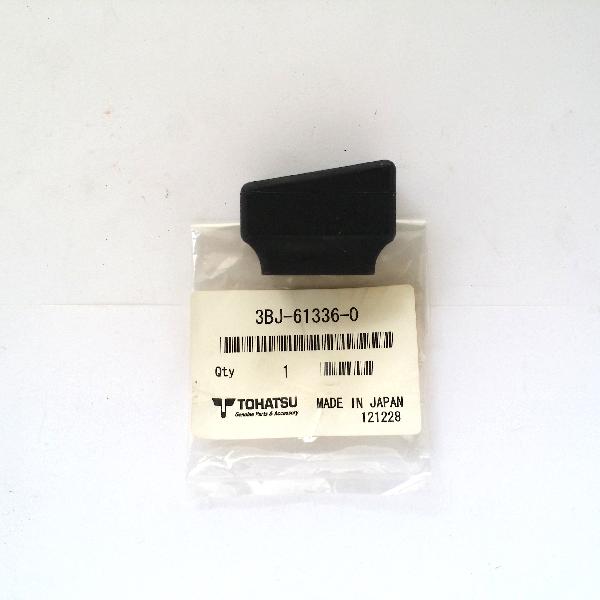 3BJ-61336-0
Qty 1
TOHATSU MADE IN JAPAN
Genuine Parts & Accessory 121228